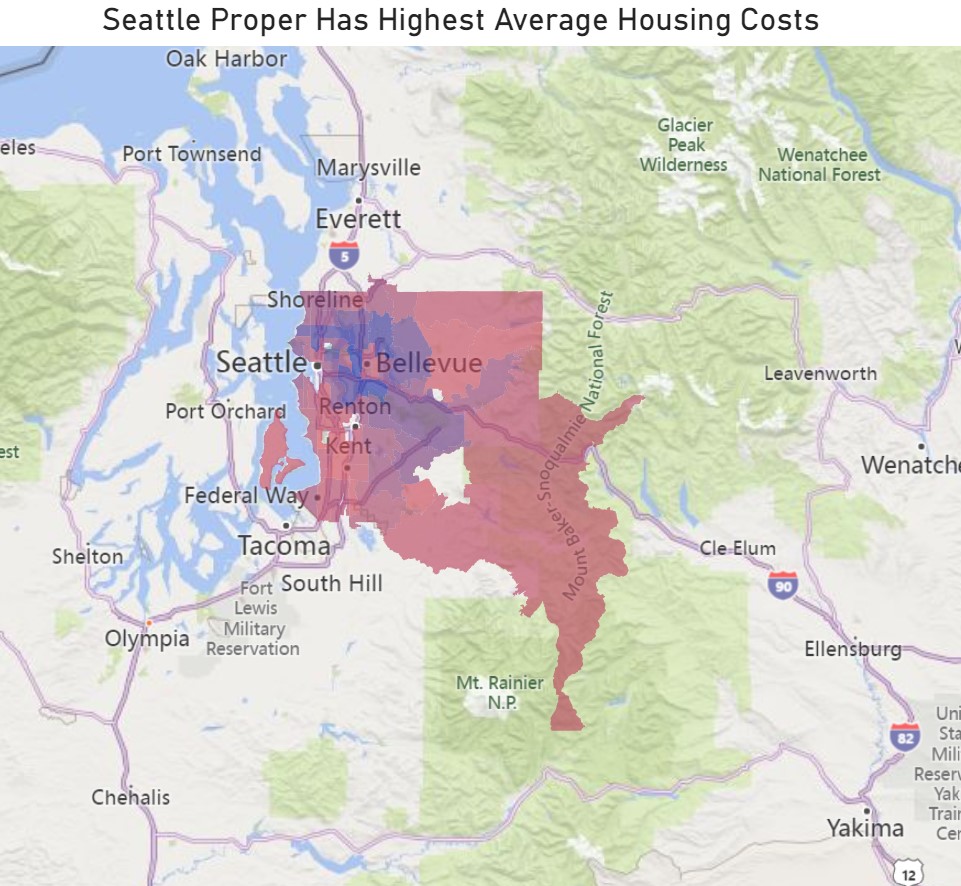 Seattle Proper Has Highest Average Housing Costs
Oak Harbor
Glacier
Peak
Wilderness
Wenatchee
National Forest
eles
Port Townsend
Marysville
Everett
5
Shoreline
Seattle
Bellevue
Mount Baker-Snoqualmie National Forest
Leavenworth
Port Orchard
Renton
Kent
est
Wenatche
Federal Way
Tacoma
Shelton
Cle Elum
South Hill
90
Fort
Lewis
Military
Reservation
Olympia
Ellensburg
Mt. Rainier
N.P.
Uni
Sta
Mili
Reserv
Yak
Train
Cen
82
Chehalis
Yakima
12